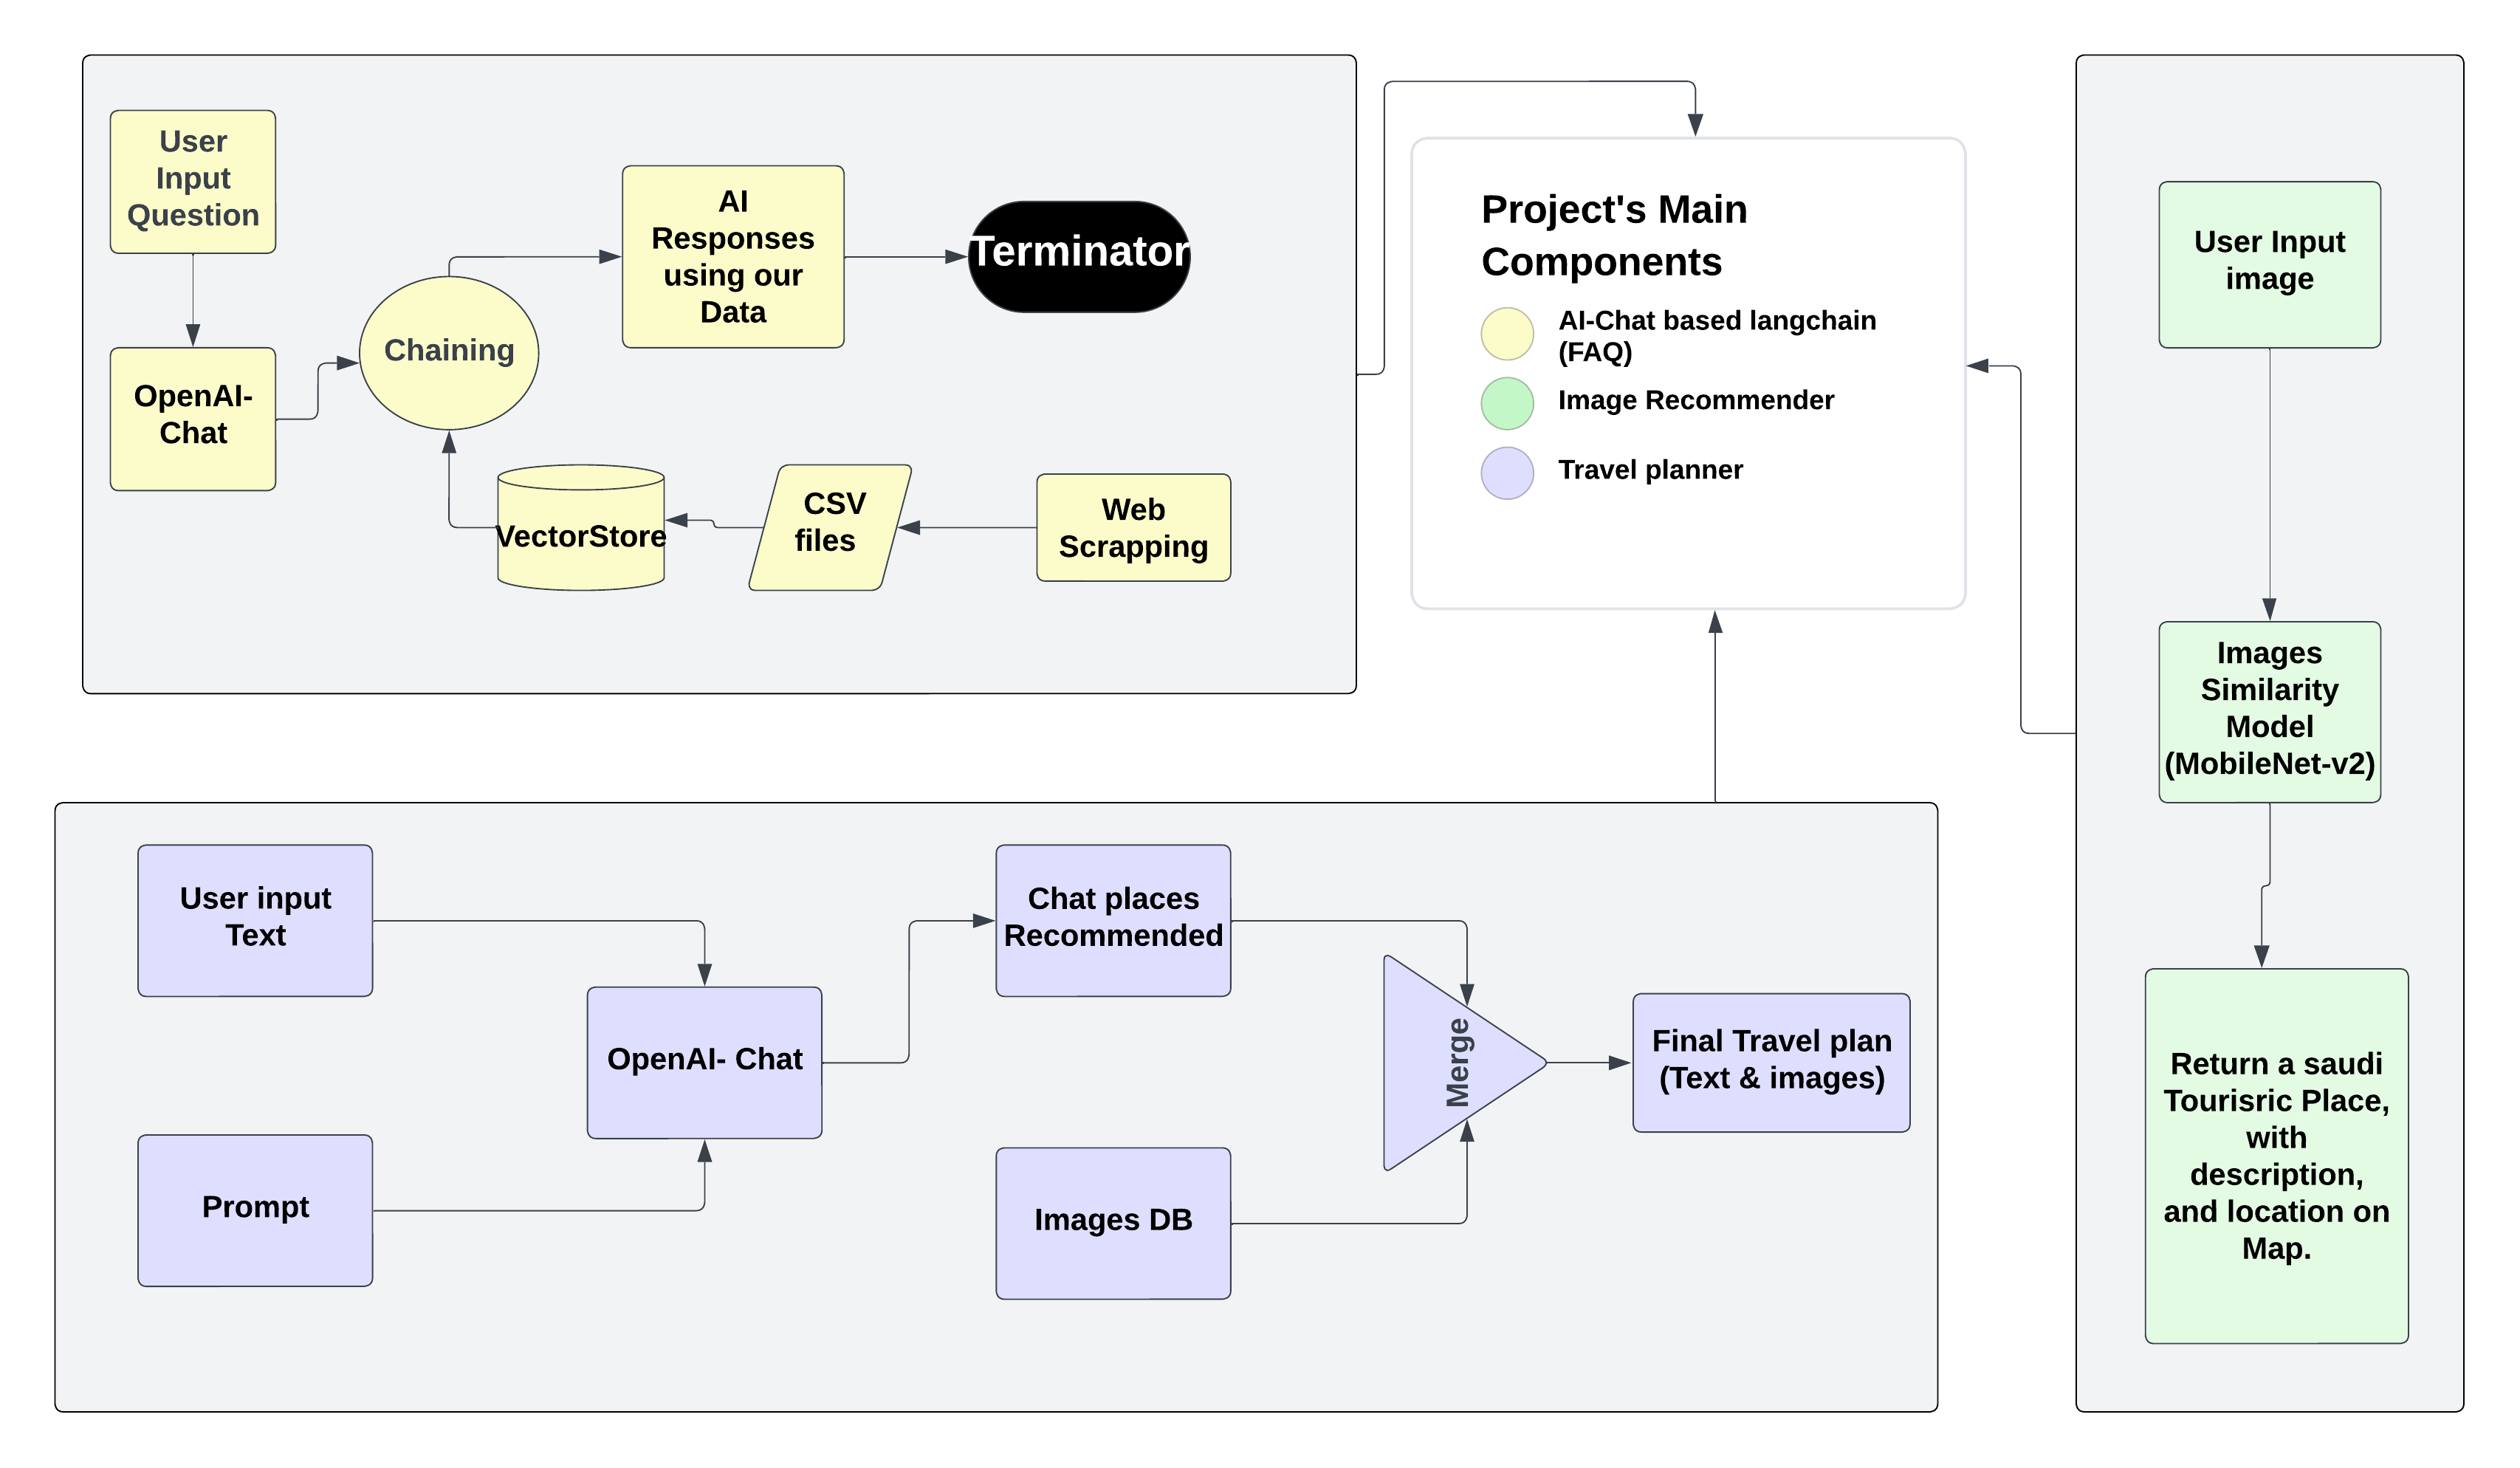 User
Input
Question
OpenAI-
Chat
Chaining
AI
Responses
using our
Data
Terminator
VectorStore
CSV
files
Web
Scrapping
Project's Main
Components
AI-Chat based langchain
(FAQ)
Image Recommender
Travel planner
User Input
image
Images
Similarity
Model
(MobileNet-v2)
Return a saudi
Tourisric Place,
with
description,
and location on
Map.
User input
Text
Prompt
OpenAI- Chat
Chat places
Recommended
Images DB
Merge
Final Travel plan
(Text & images)